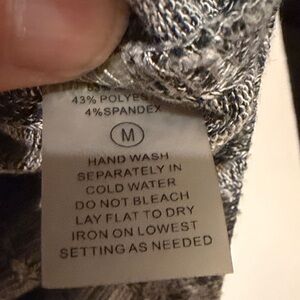 43% POLYES
4%SPANDEX
M
HAND WASH
SEPARATELY IN
COLD WATER
DO NOT BLEACH
LAY FLAT TO DRY
IRON ON LOWEST
SETTING AS NEEDED